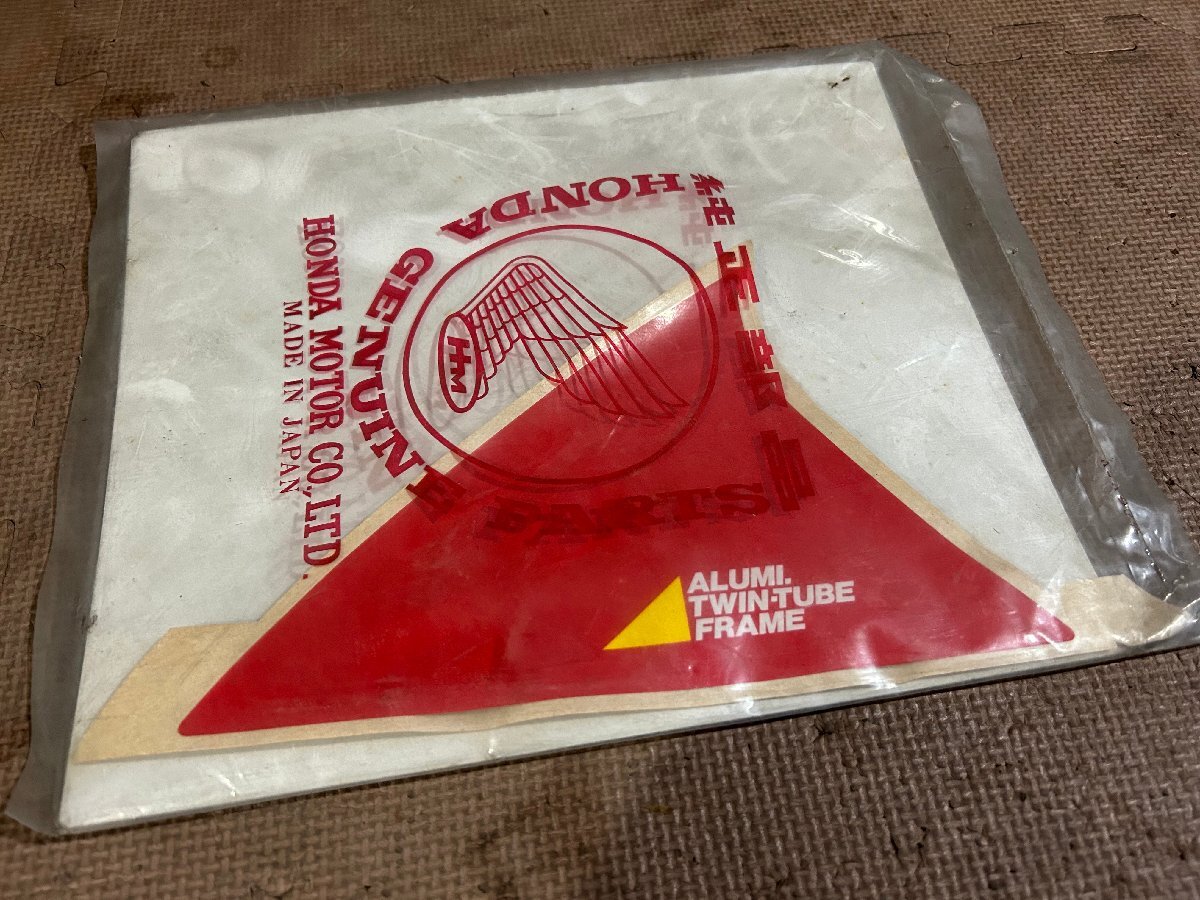 HONDA GENUINE PARTS
純正部品
HM
HONDA MOTOR CO., LTD.
MADE IN JAPAN
ALUMI.
TWIN-TUBE
FRAME